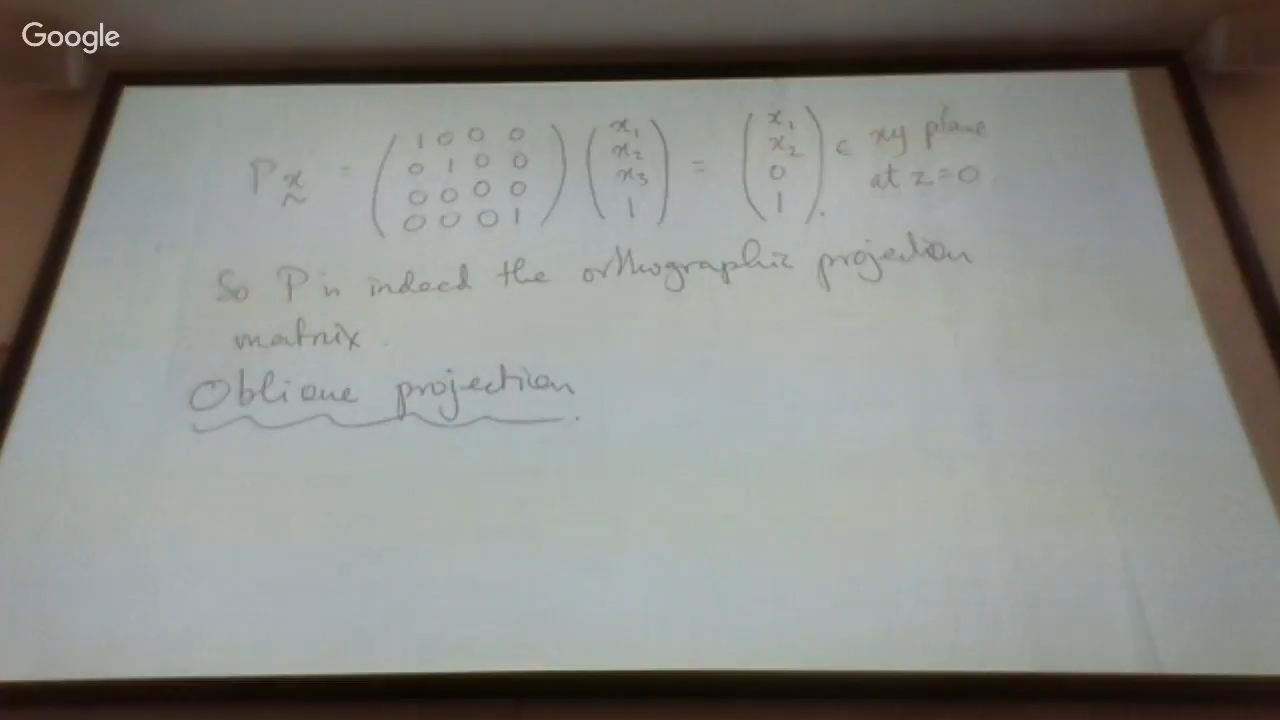 Google
P x = ( 1 0 0 0 ) ( x₁ ) = ( x₁ ) ∈ xy plane
0 1 0 0 x₂ x₂ at z=0
0 0 0 0 x₃ 0
0 0 0 1 1 1 .
So P is indeed the orthographic projection
matrix.
Oblique projection.